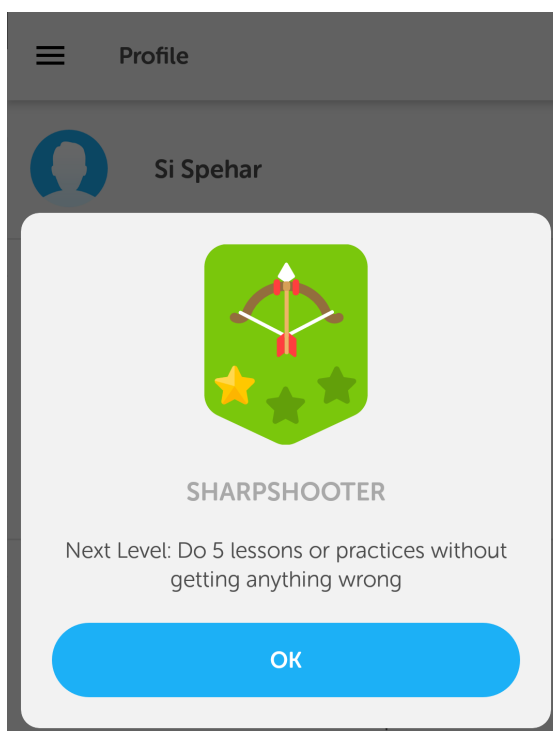 Profile
Si Spehar
SHARPSHOOTER
Next Level: Do 5 lessons or practices without
getting anything wrong
OK